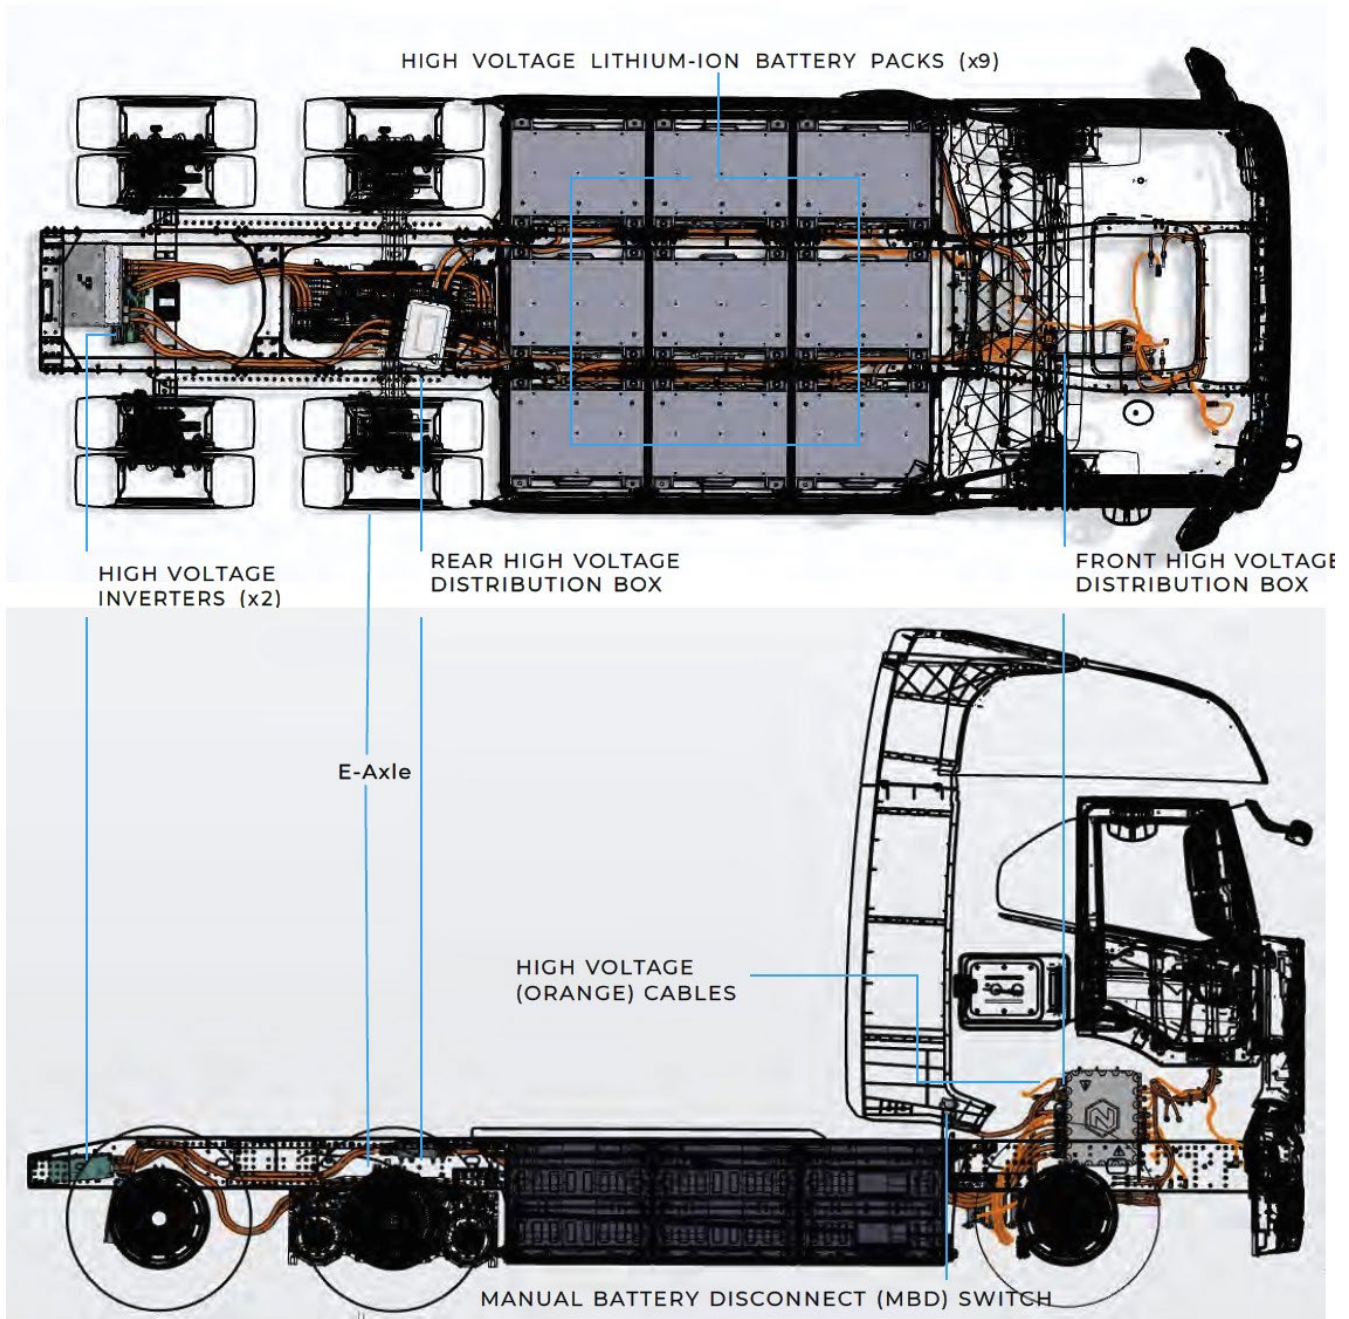 HIGH VOLTAGE LITHIUM-ION BATTERY PACKS (x9)
HIGH VOLTAGE
INVERTERS (x2)
REAR HIGH VOLTAGE
DISTRIBUTION BOX
FRONT HIGH VOLTAGE
DISTRIBUTION BOX
E-Axle
HIGH VOLTAGE
(ORANGE) CABLES
MANUAL BATTERY DISCONNECT (MBD) SWITCH